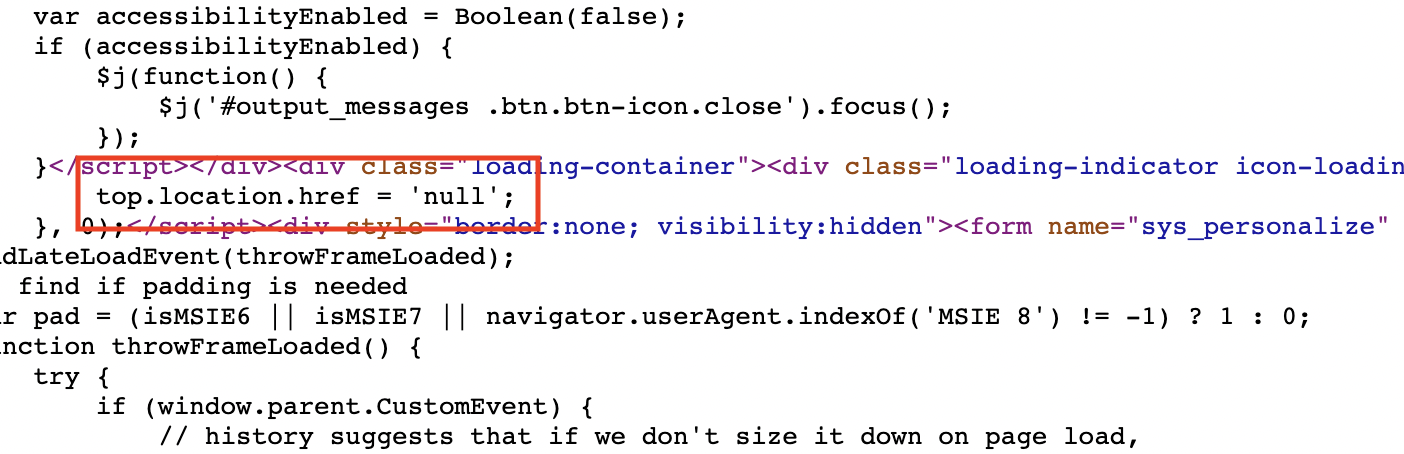 var accessibilityEnabled = Boolean(false);
if (accessibilityEnabled) {
$j(function() {
$j('#output_messages .btn.btn-icon.close').focus();
});
}</script></div><div class="loading-container"><div class="loading-indicator icon-loadin
top.location.href = 'null';
}, 0);</script><div style="border:none; visibility:hidden"><form name="sys_personalize"
dLateLoadEvent(throwFrameLoaded);
find if padding is needed
r pad = (isMSIE6 || isMSIE7 || navigator.userAgent.indexOf('MSIE 8') != -1) ? 1 : 0;
nction throwFrameLoaded() {
try {
if (window.parent.CustomEvent) {
// history suggests that if we don't size it down on page load,